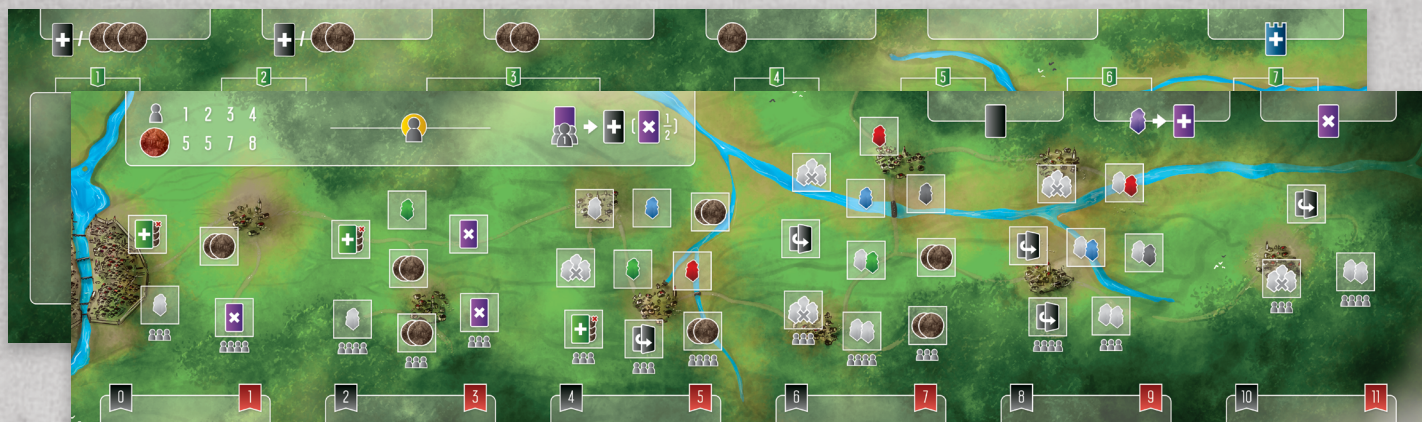 + /
+ /
+
1 2 3 4 5 6 7
1 2 3 4
5 5 7 8
1 + [ × 1/2 ]
+ ×
+ ×
+ ×
×
×
×
+
×
×
×
×
0 1 2 3 4 5 6 7 8 9 10 11